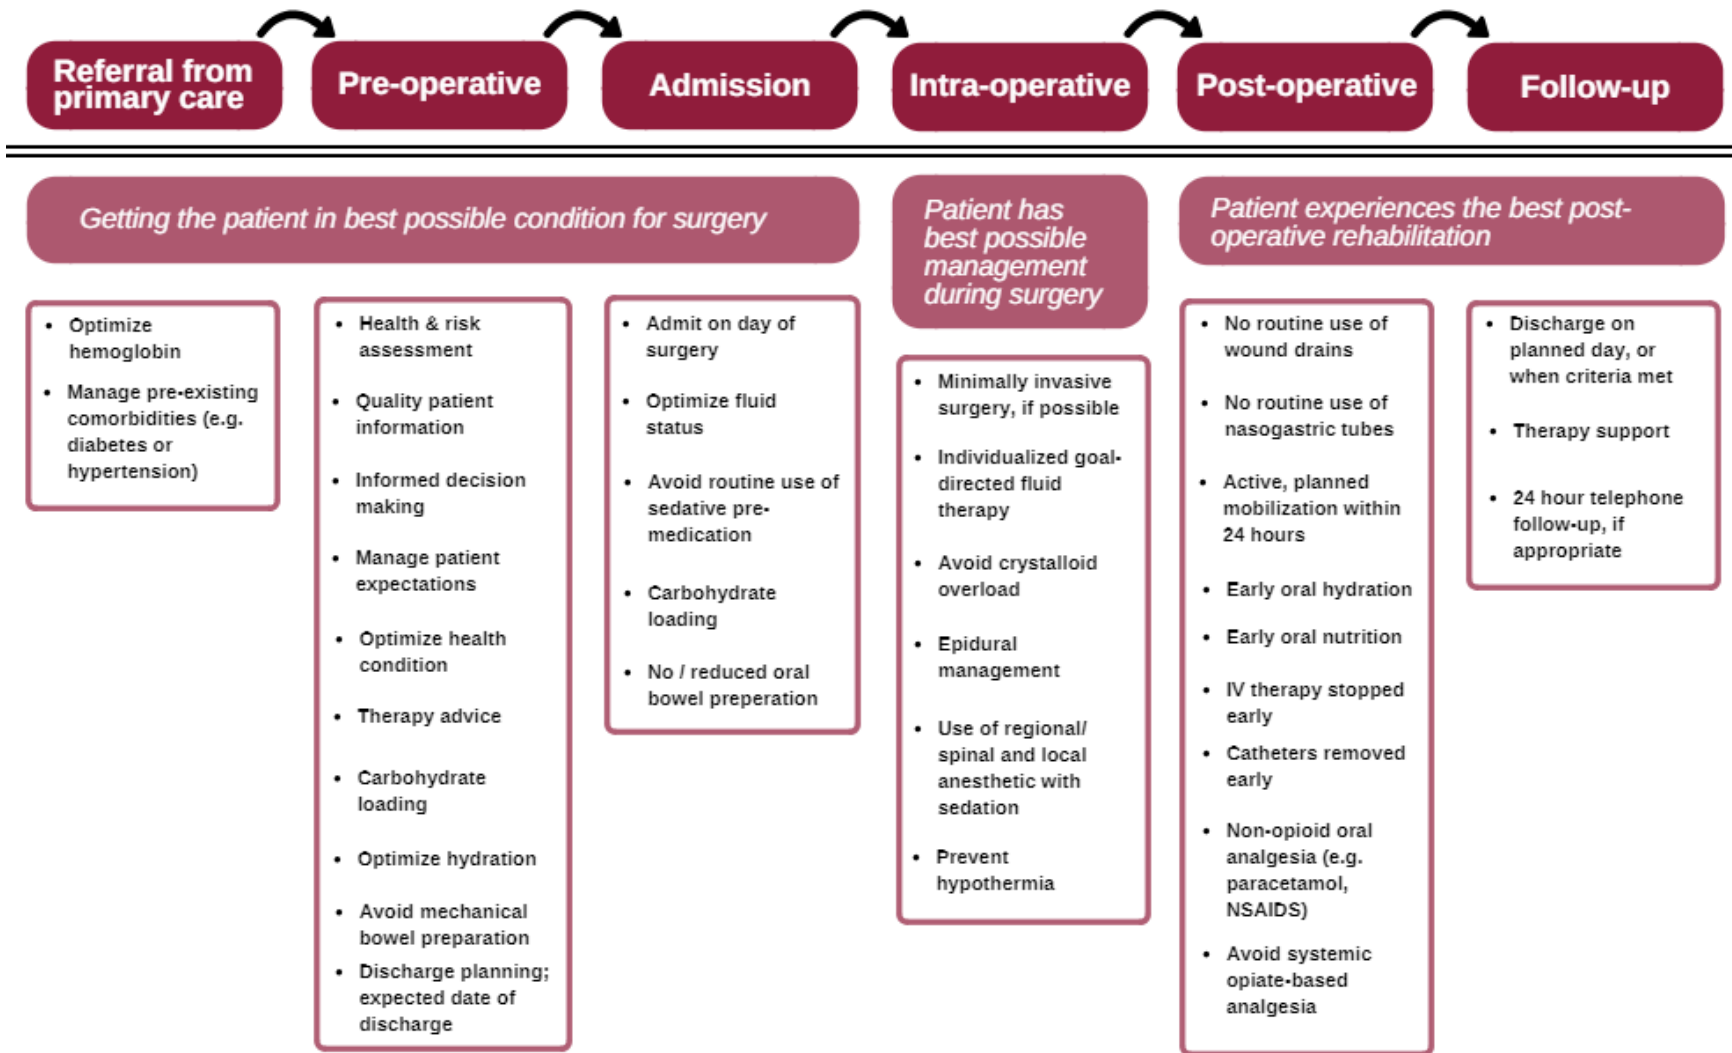 Referral from
primary care
Pre-operative
Admission
Intra-operative
Post-operative
Follow-up
Getting the patient in best possible condition for surgery
Patient has
best possible
management
during surgery
Patient experiences the best post-
operative rehabilitation
• Optimize
hemoglobin
• Manage pre-existing
comorbidities (e.g.
diabetes or
hypertension)
• Health & risk
assessment
• Quality patient
information
• Informed decision
making
• Manage patient
expectations
• Optimize health
condition
• Therapy advice
• Carbohydrate
loading
• Optimize hydration
• Avoid mechanical
bowel preparation
• Discharge planning;
expected date of
discharge
• Admit on day of
surgery
• Optimize fluid
status
• Avoid routine use of
sedative pre-
medication
• Carbohydrate
loading
• No / reduced oral
bowel preperation
• Minimally invasive
surgery, if possible
• Individualized goal-
directed fluid
therapy
• Avoid crystalloid
overload
• Epidural
management
• Use of regional/
spinal and local
anesthetic with
sedation
• Prevent
hypothermia
• No routine use of
wound drains
• No routine use of
nasogastric tubes
• Active, planned
mobilization within
24 hours
• Early oral hydration
• Early oral nutrition
• IV therapy stopped
early
• Catheters removed
early
• Non-opioid oral
analgesia (e.g.
paracetamol,
NSAIDS)
• Avoid systemic
opiate-based
analgesia
• Discharge on
planned day, or
when criteria met
• Therapy support
• 24 hour telephone
follow-up, if
appropriate